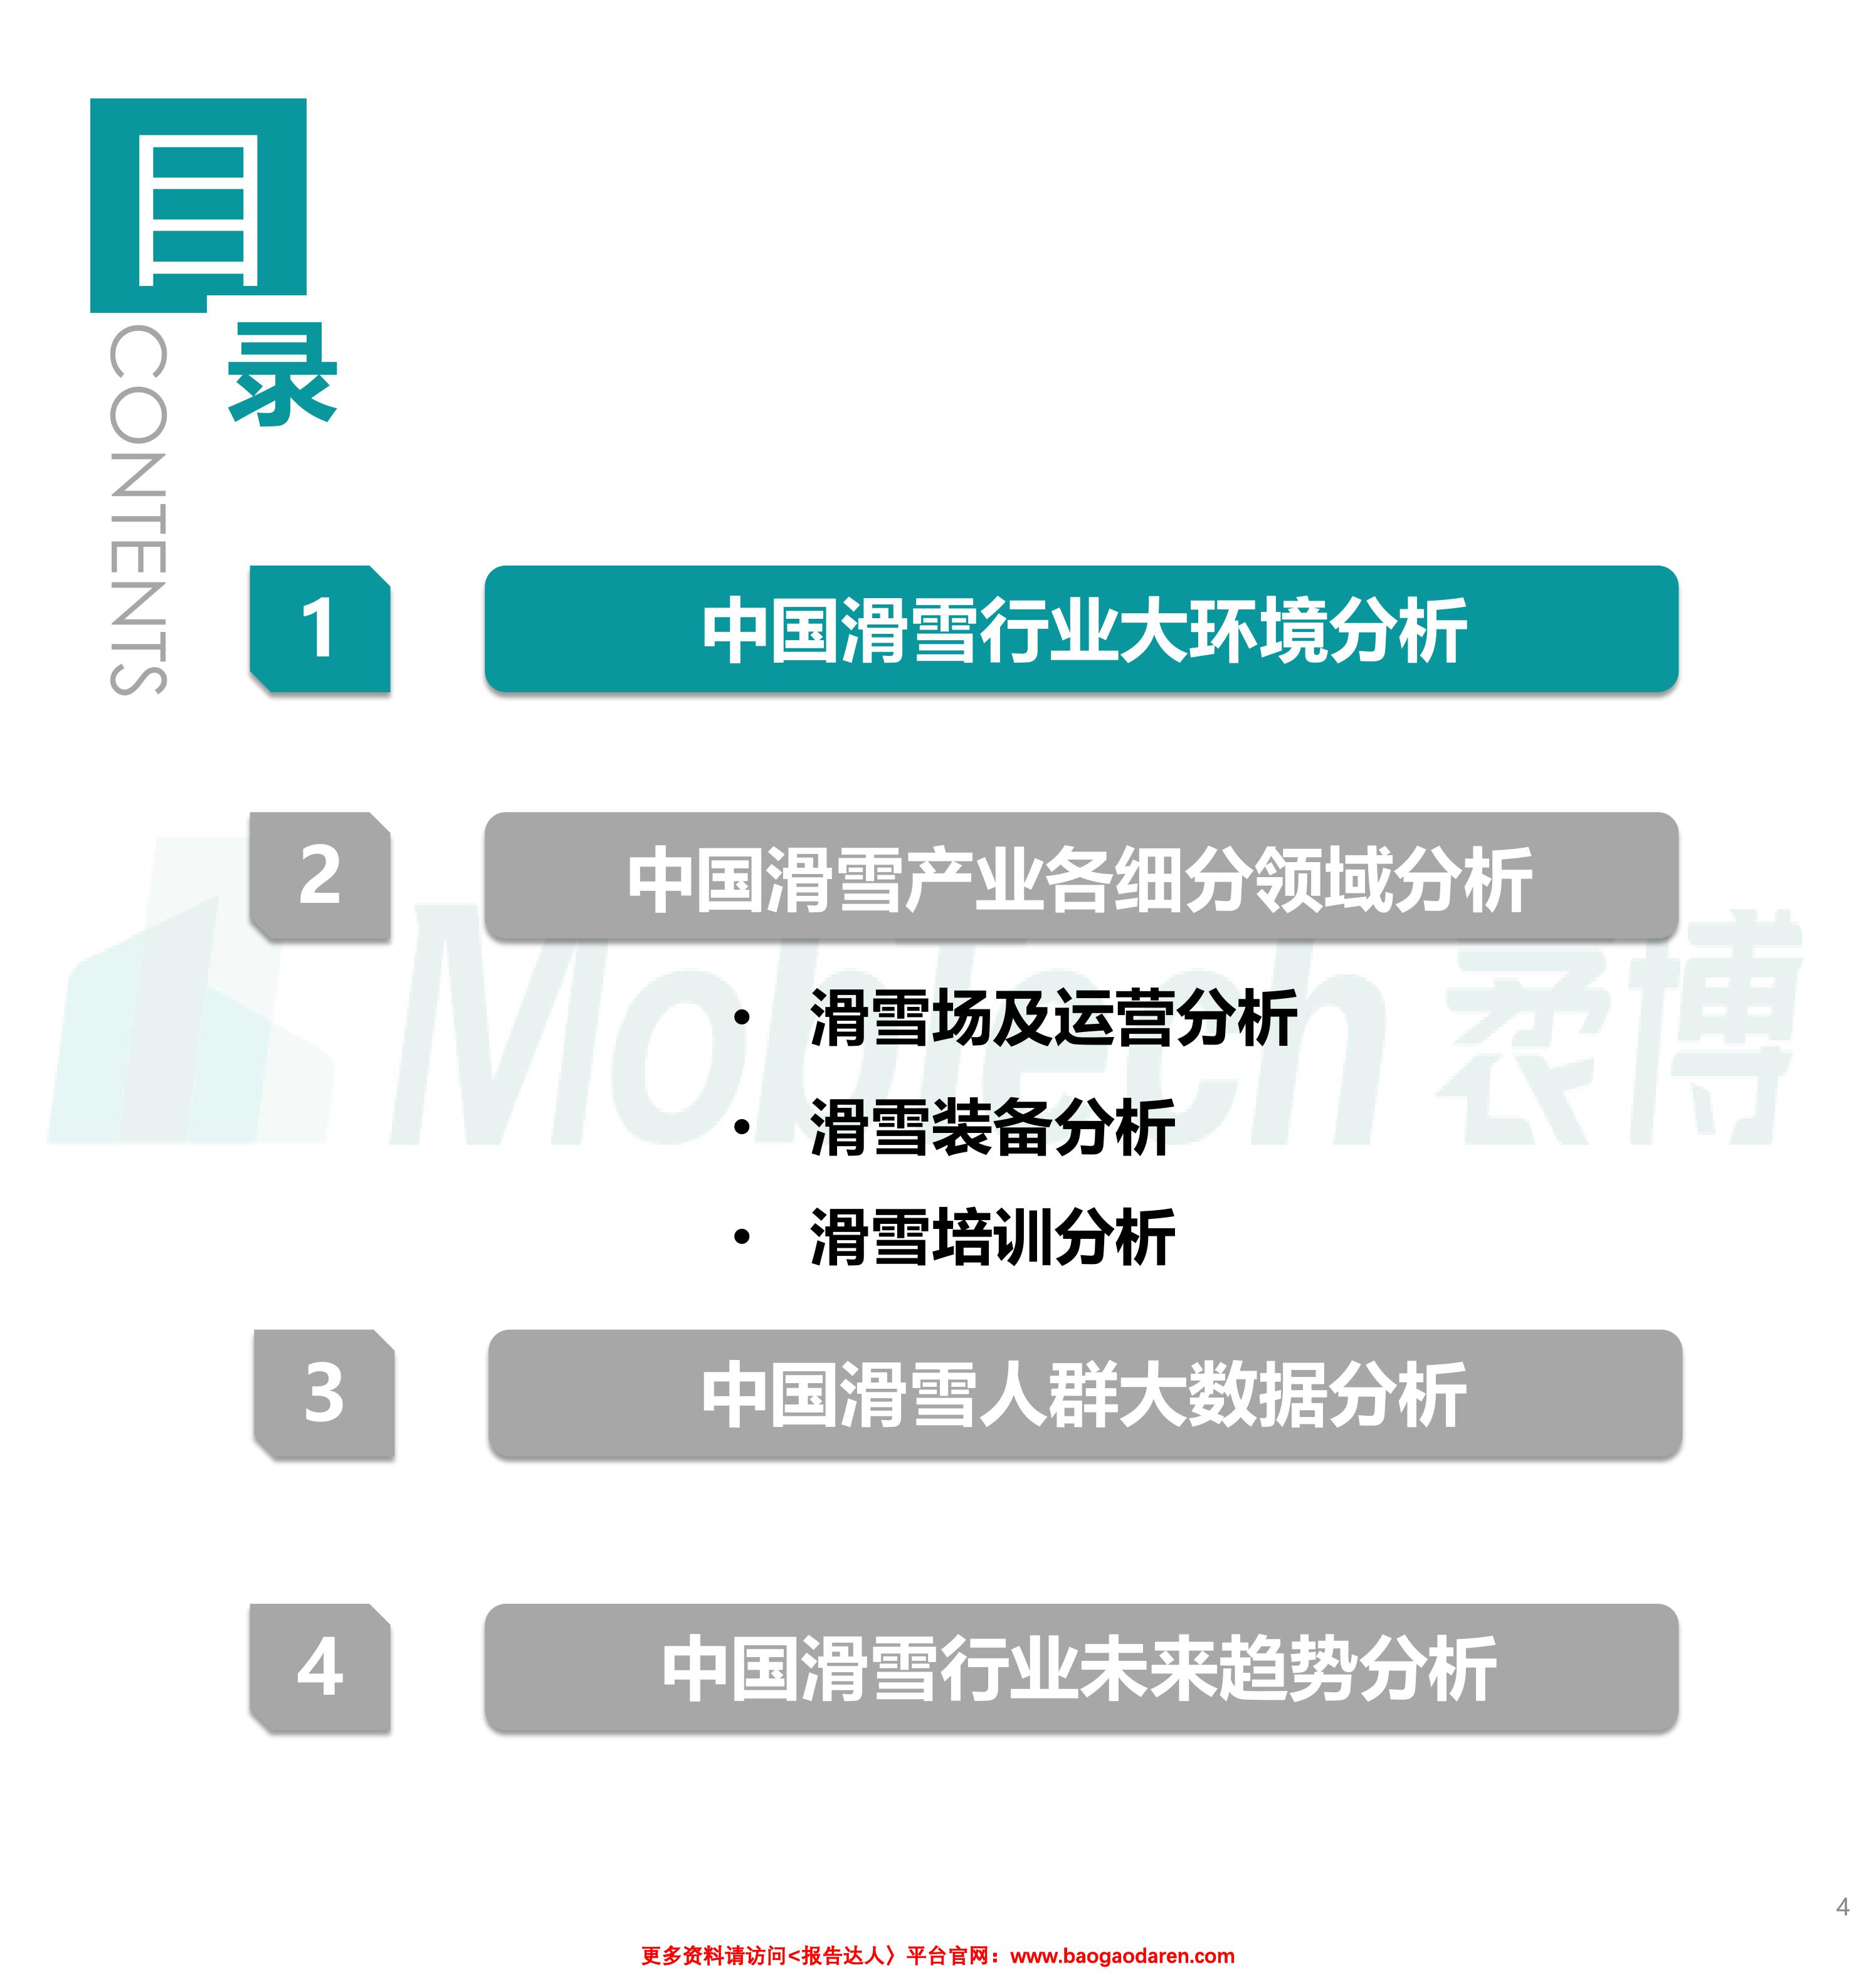 目
录
CONTENTS
1
中国滑雪行业大环境分析
2
中国滑雪产业各细分领域分析
Mobtech 袤博
• 滑雪场及运营分析
• 滑雪装备分析
• 滑雪培训分析
3
中国滑雪人群大数据分析
4
中国滑雪行业未来趋势分析
4
更多资料请访问<报告达人〉平台官网：www.baogaodaren.com